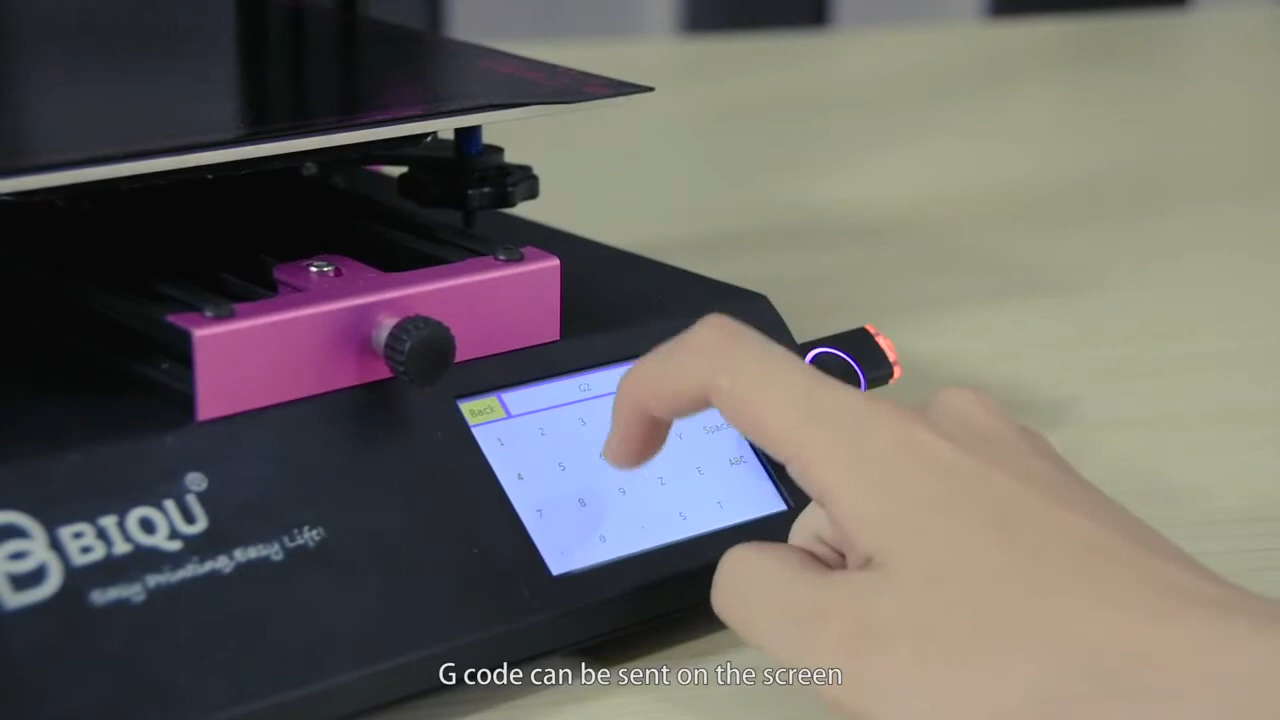 G2
Back
1 2 3 Y Space
4 5 6 Z E ABC
7 8 9 S T
- 0 .
BIQU®
Easy Printing,Easy Life!
G code can be sent on the screen